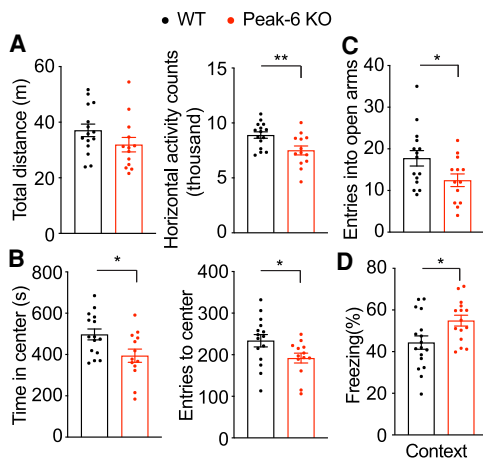 WT Peak-6 KO
A
Total distance (m)
60
40
20
0
Horizontal activity counts
(thousand)
**
15
10
5
0
C
Entries into open arms
*
40
30
20
10
0
B
Time in center (s)
*
800
600
400
200
0
Entries to center
*
400
300
200
100
0
D
Freezing(%)
*
80
60
40
20
0
Context